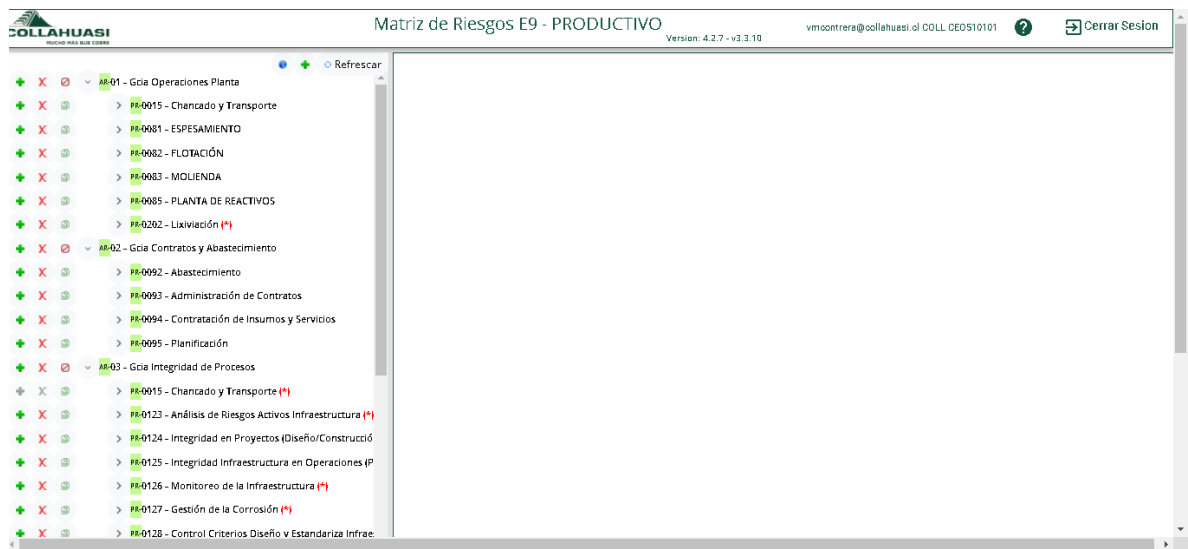 COLLAHUASI
MUCHO MÁS QUE COBRE
Matriz de Riesgos E9 - PRODUCTIVO
Version: 4.2.7 - v3.3.10
vmcontrera@collahuasi.cl COLL CEO510101
Cerrar Sesion
Refrescar
AR-01 - Gcia Operaciones Planta
PR-0015 - Chancado y Transporte
PR-0081 - ESPESAMIENTO
PR-0082 - FLOTACIÓN
PR-0083 - MOLIENDA
PR-0085 - PLANTA DE REACTIVOS
PR-0202 - Lixiviación (*)
AR-02 - Gcia Contratos y Abastecimiento
PR-0092 - Abastecimiento
PR-0093 - Administración de Contratos
PR-0094 - Contratación de Insumos y Servicios
PR-0095 - Planificación
AR-03 - Gcia Integridad de Procesos
PR-0015 - Chancado y Transporte (*)
PR-0123 - Análisis de Riesgos Activos Infraestructura (*)
PR-0124 - Integridad en Proyectos (Diseño/Construcció
PR-0125 - Integridad Infraestructura en Operaciones (P
PR-0126 - Monitoreo de la Infraestructura (*)
PR-0127 - Gestión de la Corrosión (*)
PR-0128 - Control Criterios Diseño y Estandariza Infrae